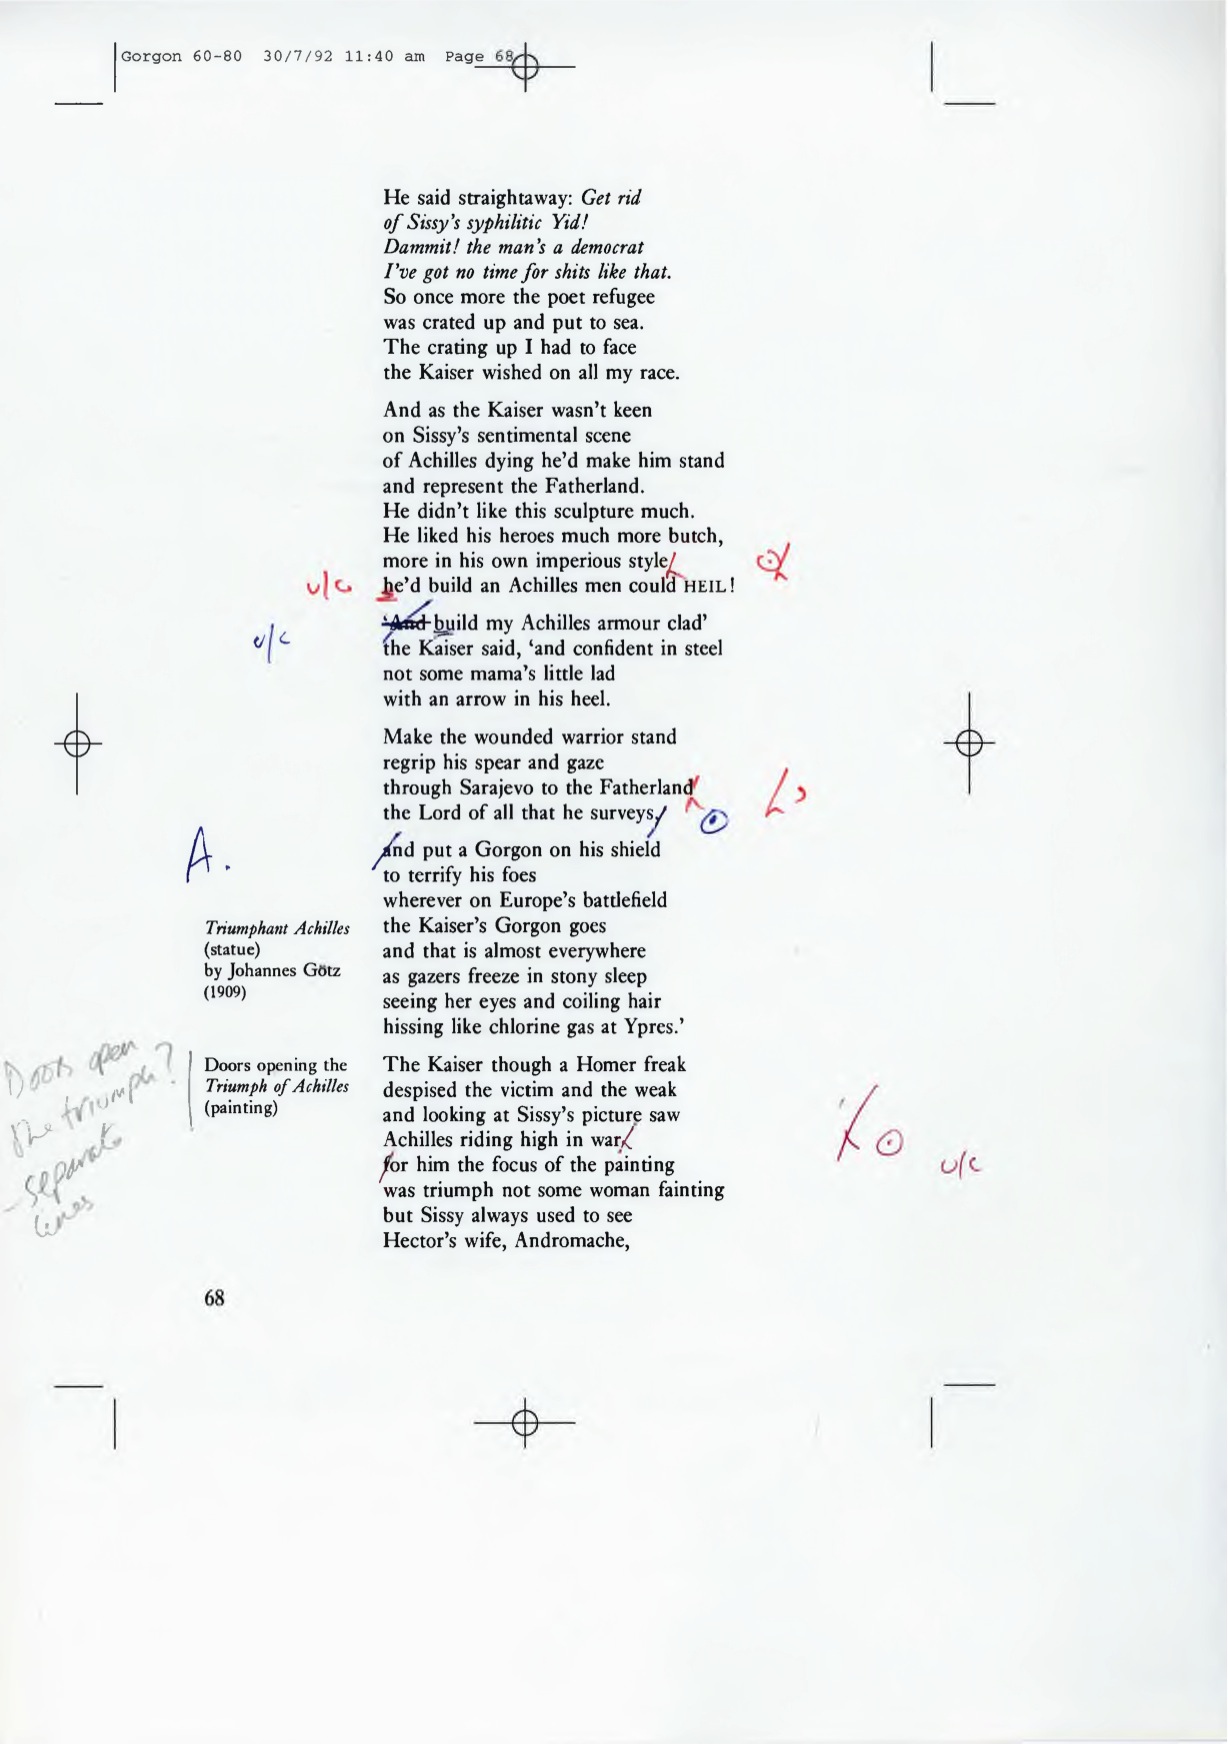 Gorgon 60-80 30/7/92 11:40 am Page 68
He said straightaway: Get rid
of Sissy's syphilitic Yid!
Dammit! the man's a democrat
I've got no time for shits like that.
So once more the poet refugee
was crated up and put to sea.
The crating up I had to face
the Kaiser wished on all my race.
And as the Kaiser wasn't keen
on Sissy's sentimental scene
of Achilles dying he'd make him stand
and represent the Fatherland.
He didn't like this sculpture much.
He liked his heroes much more butch,
more in his own imperious style
u/c he'd build an Achilles men could HEIL!
u/c 'And build my Achilles armour clad'
the Kaiser said, 'and confident in steel
not some mama's little lad
with an arrow in his heel.
Make the wounded warrior stand
regrip his spear and gaze
through Sarajevo to the Fatherland ,
the Lord of all that he surveys,
A. and put a Gorgon on his shield
to terrify his foes
wherever on Europe's battlefield
the Kaiser's Gorgon goes
and that is almost everywhere
as gazers freeze in stony sleep
seeing her eyes and coiling hair
hissing like chlorine gas at Ypres.'
Triumphant Achilles
(statue)
by Johannes Götz
(1909)
The Kaiser though a Homer freak
despised the victim and the weak
and looking at Sissy's picture saw
Achilles riding high in war
for him the focus of the painting u/c
was triumph not some woman fainting
but Sissy always used to see
Hector's wife, Andromache,
Doors opening the
Triumph of Achilles
(painting)
Doors open
the triumph?
- separate
lines
68